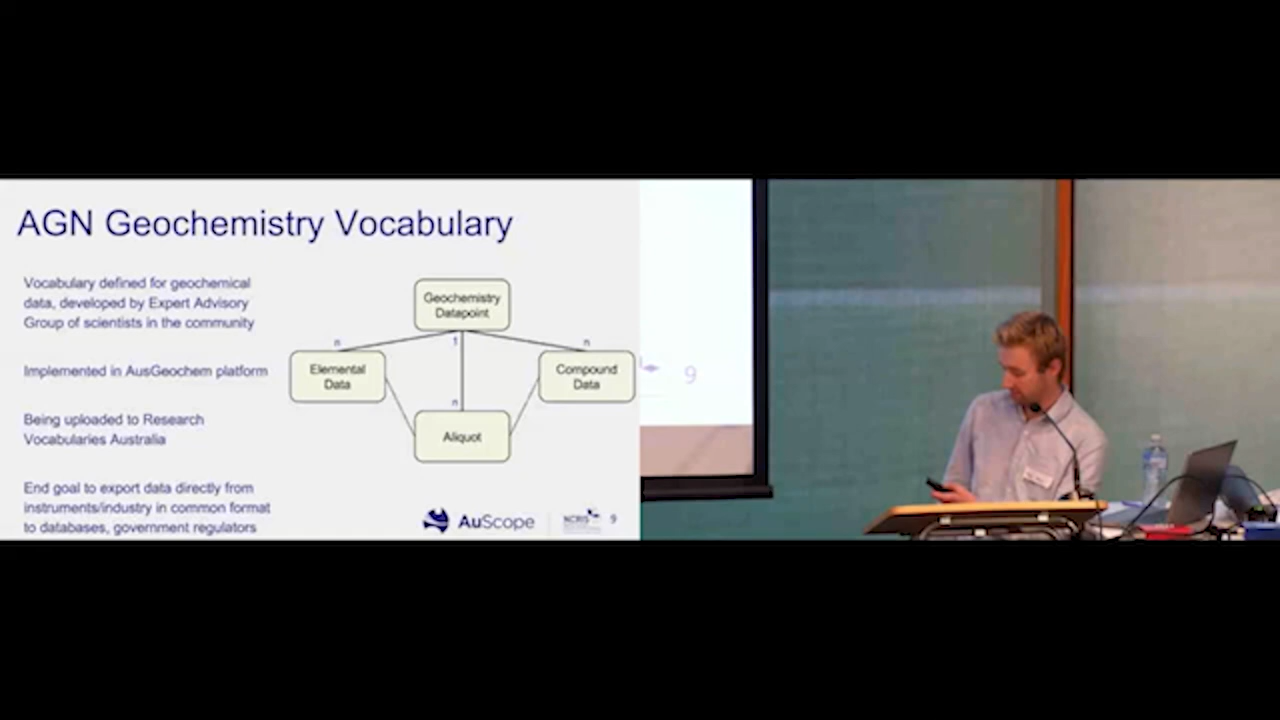 AGN Geochemistry Vocabulary
Vocabulary defined for geochemical
data, developed by Expert Advisory
Group of scientists in the community
Implemented in AusGeochem platform
Being uploaded to Research
Vocabularies Australia
End goal to export data directly from
instruments/industry in common format
to databases, government regulators
Geochemistry
Datapoint
n
1
n
Elemental
Data
Compound
Data
n
Aliquot
AuScope
NCRIS
9
9